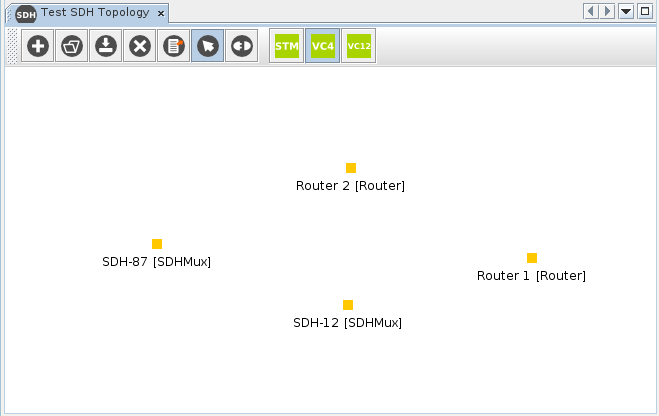 SDH Test SDH Topology
STM VC4 VC12
Router 2 [Router]
SDH-87 [SDHMux]
Router 1 [Router]
SDH-12 [SDHMux]